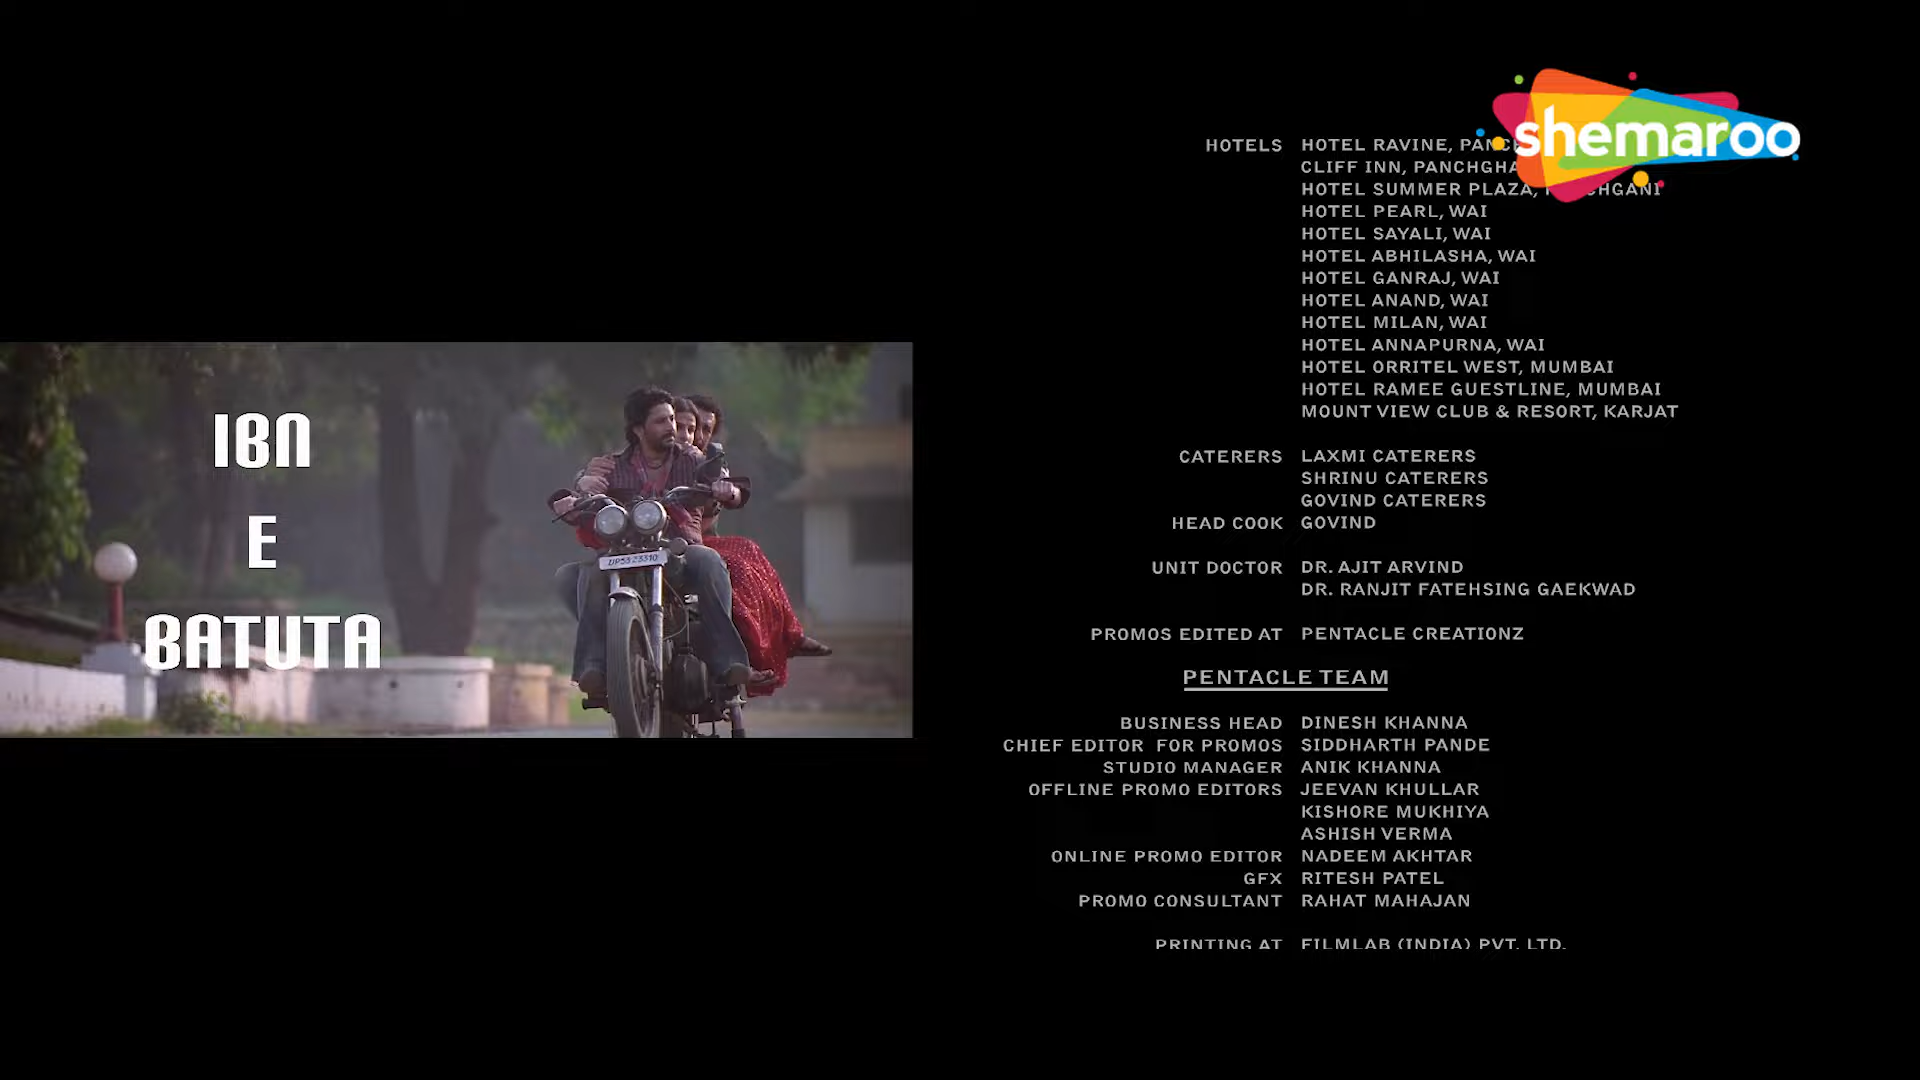 shemaroo
IBN
E
BATUTA
HOTELS HOTEL RAVINE,
CLIFF INN,
HOTEL SUMMER PLAZA,
HOTEL PEARL, WAI
HOTEL SAYALI, WAI
HOTEL ABHILASHA, WAI
HOTEL GANRAJ, WAI
HOTEL ANAND, WAI
HOTEL MILAN, WAI
HOTEL ANNAPURNA, WAI
HOTEL ORRITEL WEST, MUMBAI
HOTEL RAMEE GUESTLINE, MUMBAI
MOUNT VIEW CLUB & RESORT, KARJAT
CATERERS LAXMI CATERERS
SHRINU CATERERS
GOVIND CATERERS
HEAD COOK GOVIND
UNIT DOCTOR DR. AJIT ARVIND
DR. RANJIT FATEHSING GAEKWAD
PROMOS EDITED AT PENTACLE CREATIONZ
PENTACLE TEAM
BUSINESS HEAD DINESH KHANNA
CHIEF EDITOR FOR PROMOS SIDDHARTH PANDE
STUDIO MANAGER ANIK KHANNA
OFFLINE PROMO EDITORS JEEVAN KHULLAR
KISHORE MUKHIYA
ASHISH VERMA
ONLINE PROMO EDITOR NADEEM AKHTAR
GFX RITESH PATEL
PROMO CONSULTANT RAHAT MAHAJAN
PRINTING AT FILMLAB (INDIA) PVT. LTD.